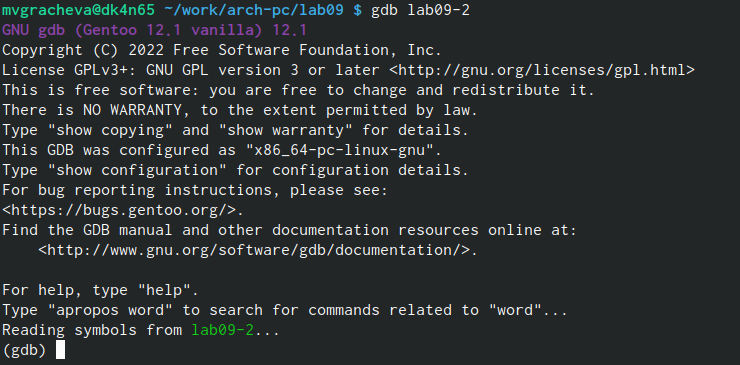 mvgracheva@dk4n65 ~/work/arch-pc/lab09 $ gdb lab09-2
GNU gdb (Gentoo 12.1 vanilla) 12.1
Copyright (C) 2022 Free Software Foundation, Inc.
License GPLv3+: GNU GPL version 3 or later <http://gnu.org/licenses/gpl.html>
This is free software: you are free to change and redistribute it.
There is NO WARRANTY, to the extent permitted by law.
Type "show copying" and "show warranty" for details.
This GDB was configured as "x86_64-pc-linux-gnu".
Type "show configuration" for configuration details.
For bug reporting instructions, please see:
<https://bugs.gentoo.org/>.
Find the GDB manual and other documentation resources online at:
    <http://www.gnu.org/software/gdb/documentation/>.

For help, type "help".
Type "apropos word" to search for commands related to "word"...
Reading symbols from lab09-2...
(gdb)